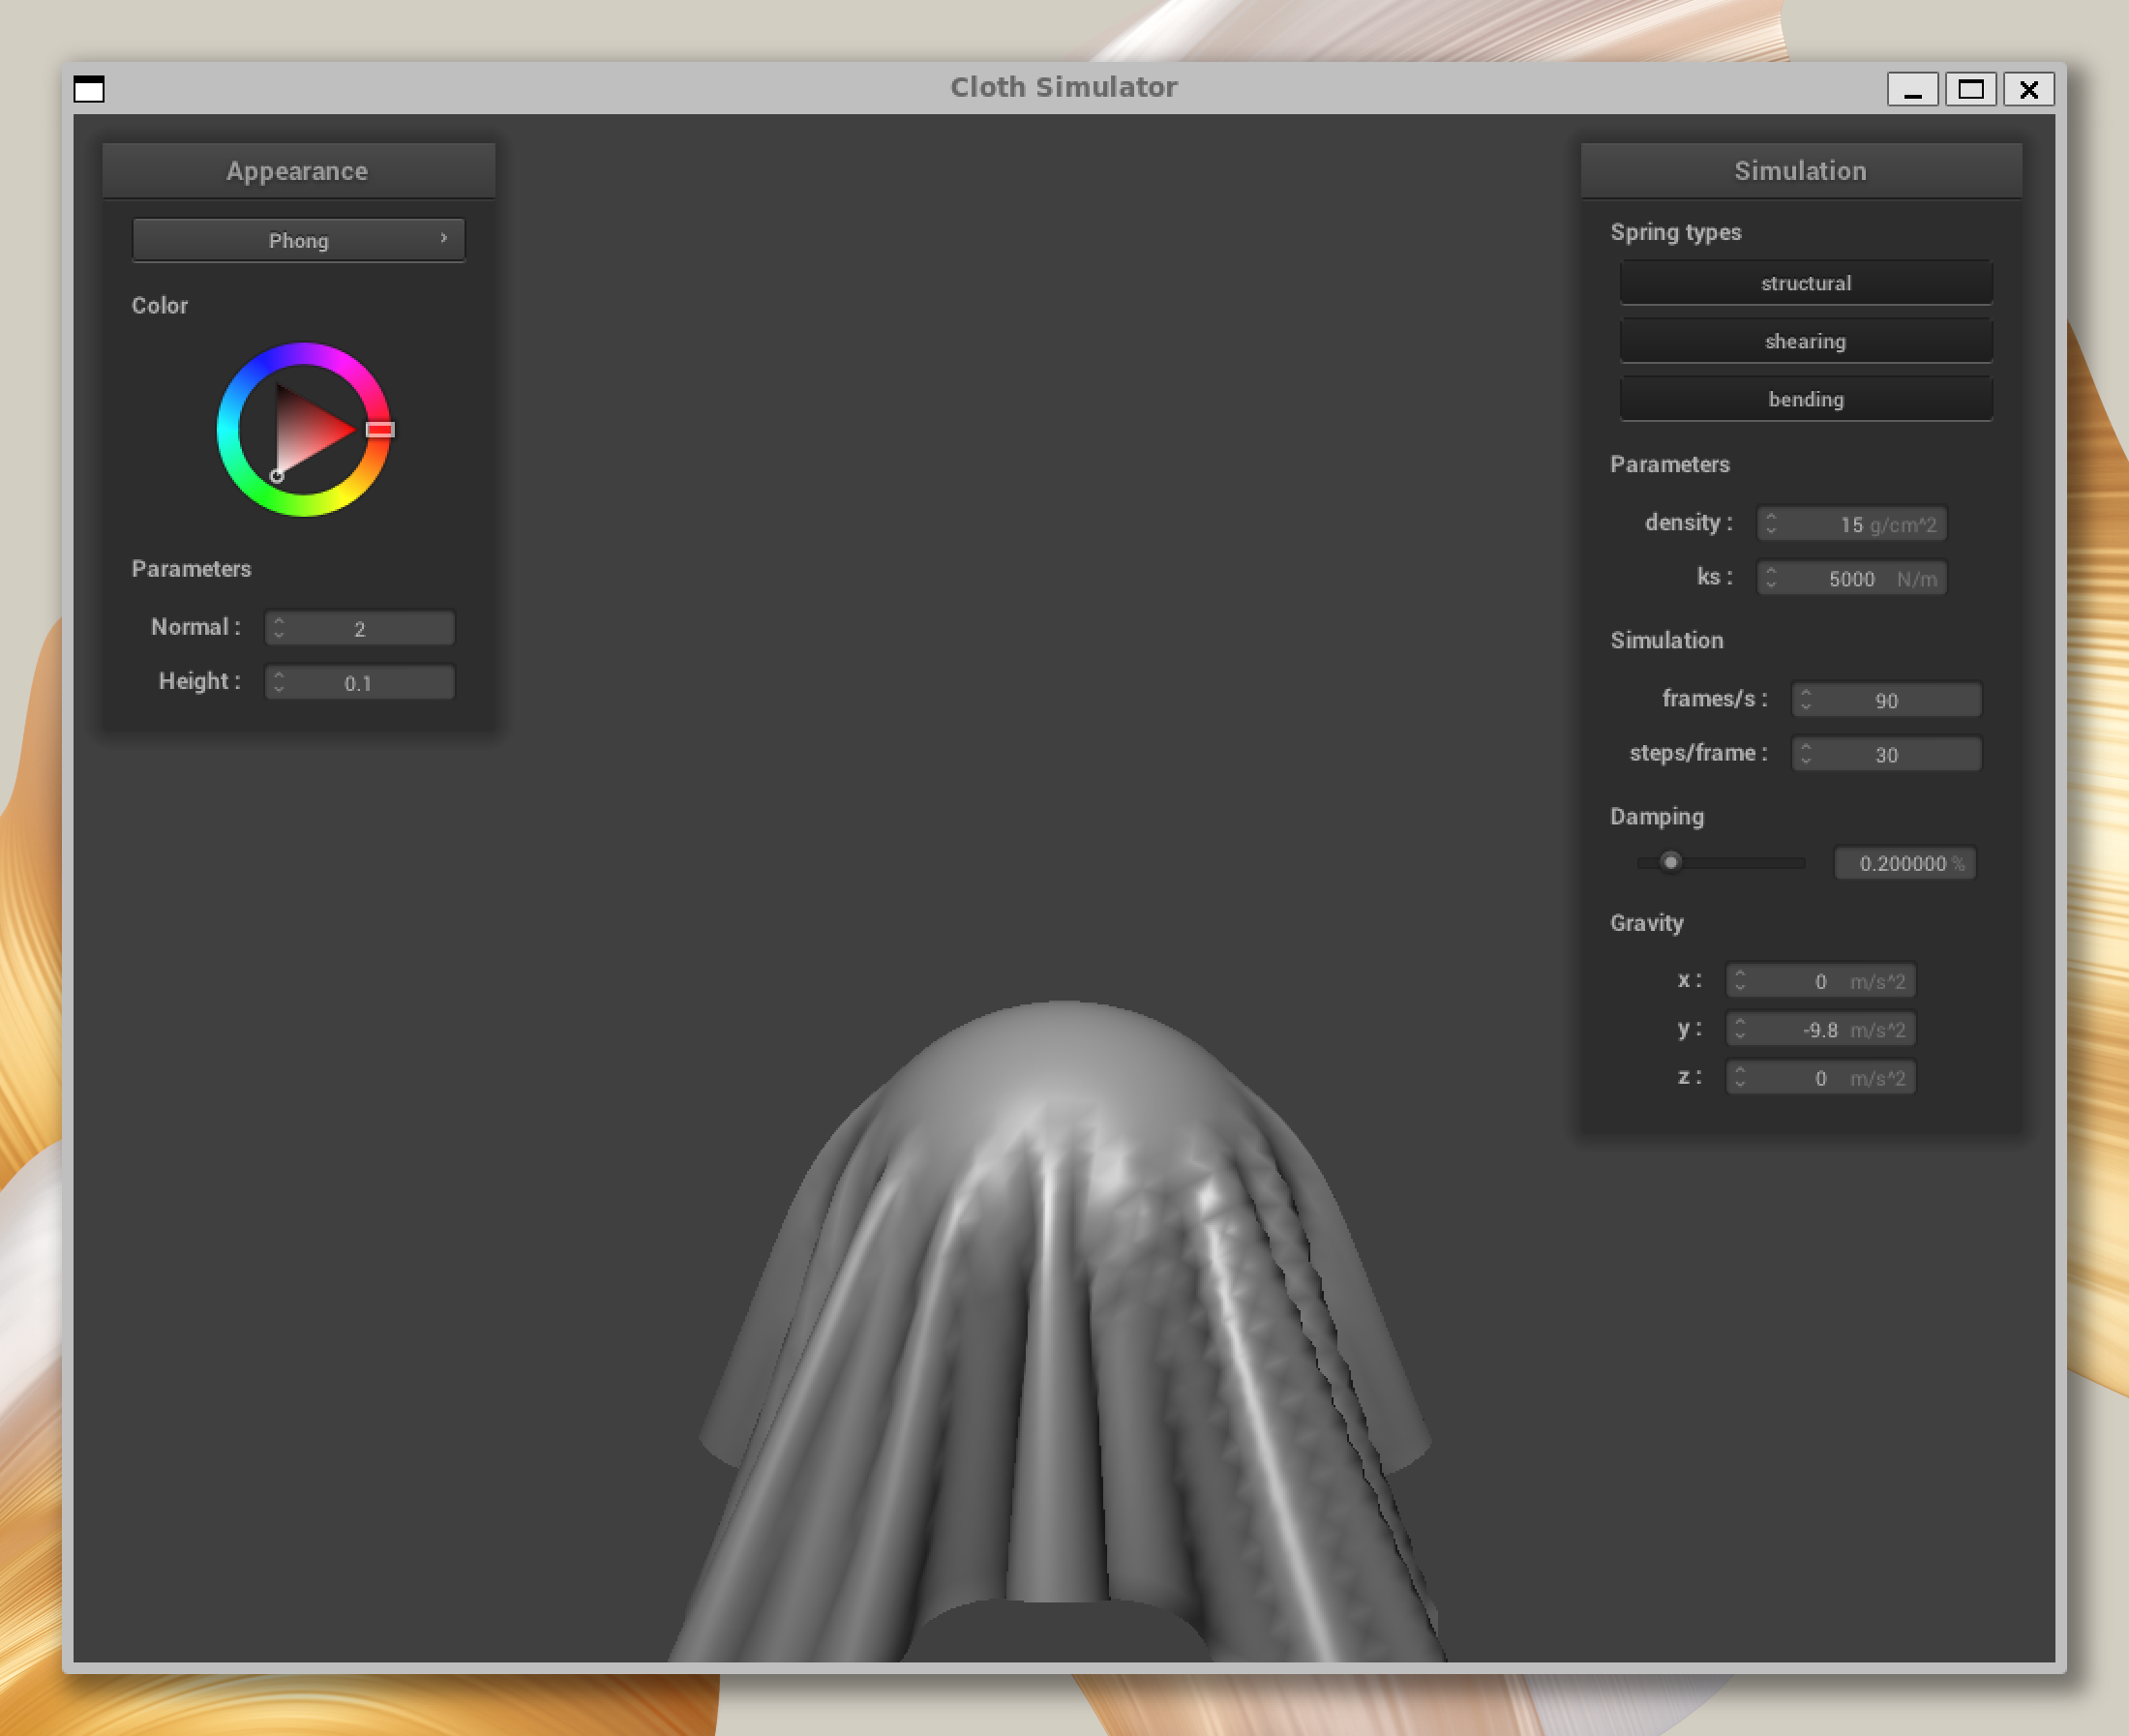 Cloth Simulator
Appearance
Phong
Color
Parameters
Normal : 2
Height : 0.1
Simulation
Spring types
structural
shearing
bending
Parameters
density : 15 g/cm^2
ks : 5000 N/m
Simulation
frames/s : 90
steps/frame : 30
Damping
0.200000 %
Gravity
x : 0 m/s^2
y : -9.8 m/s^2
z : 0 m/s^2